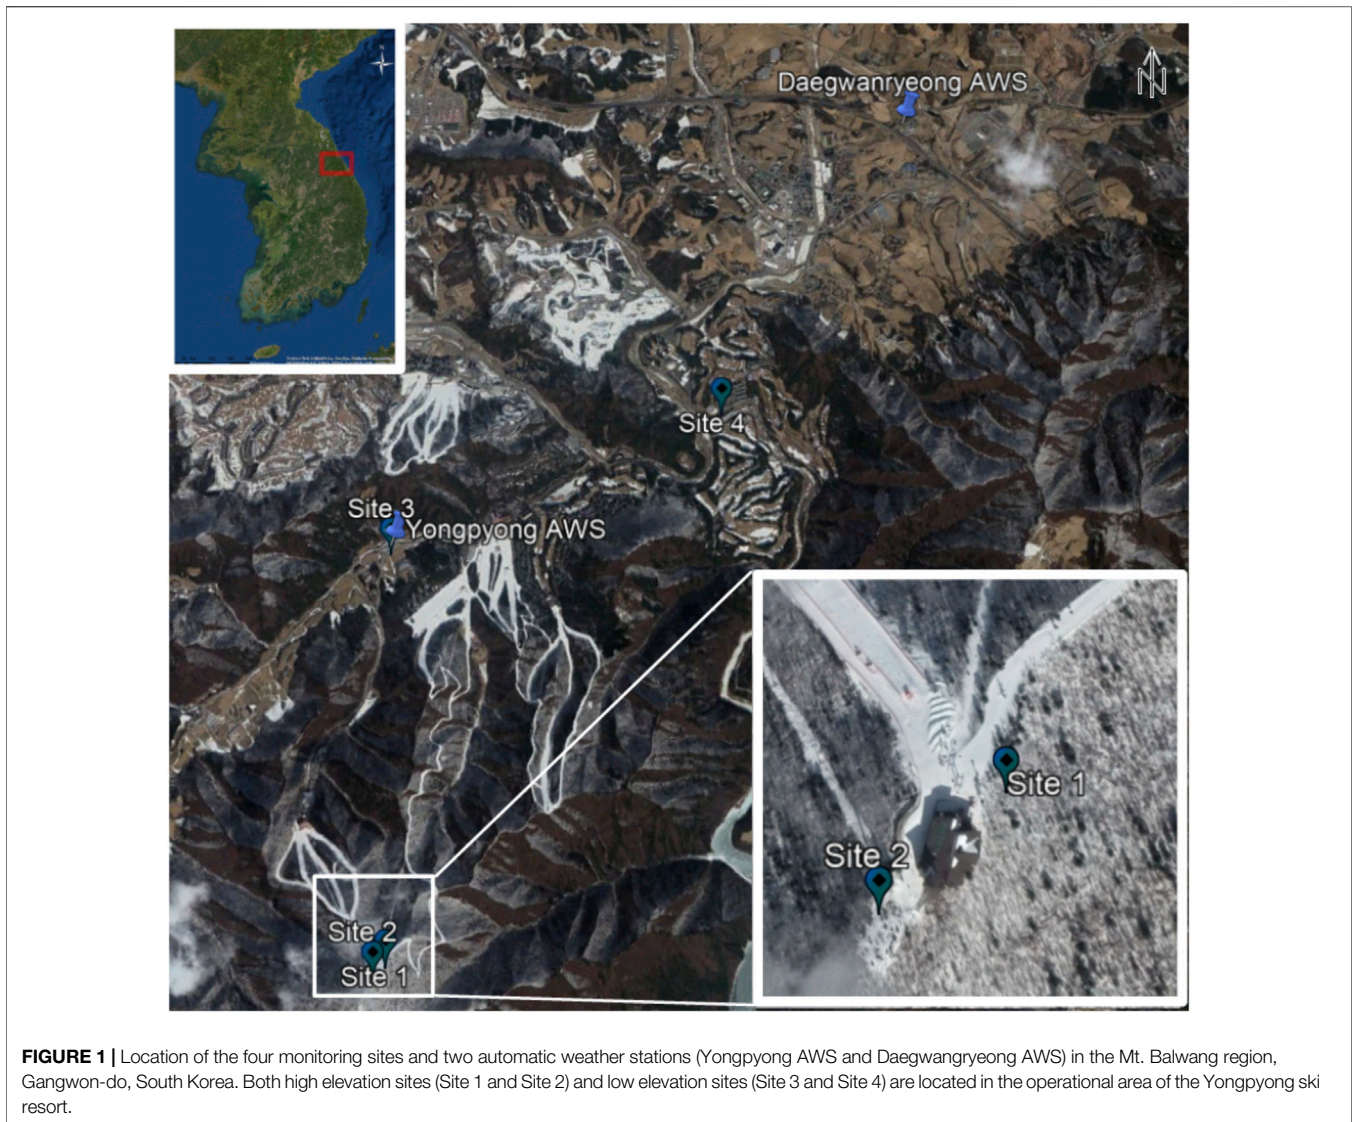 N
Daegwanryeong AWS
N
Site 4
Site 3
Yongpyong AWS
Site 1
Site 2
Site 2
Site 1
FIGURE 1 | Location of the four monitoring sites and two automatic weather stations (Yongpyong AWS and Daegwangryeong AWS) in the Mt. Balwang region,
Gangwon-do, South Korea. Both high elevation sites (Site 1 and Site 2) and low elevation sites (Site 3 and Site 4) are located in the operational area of the Yongpyong ski
resort.